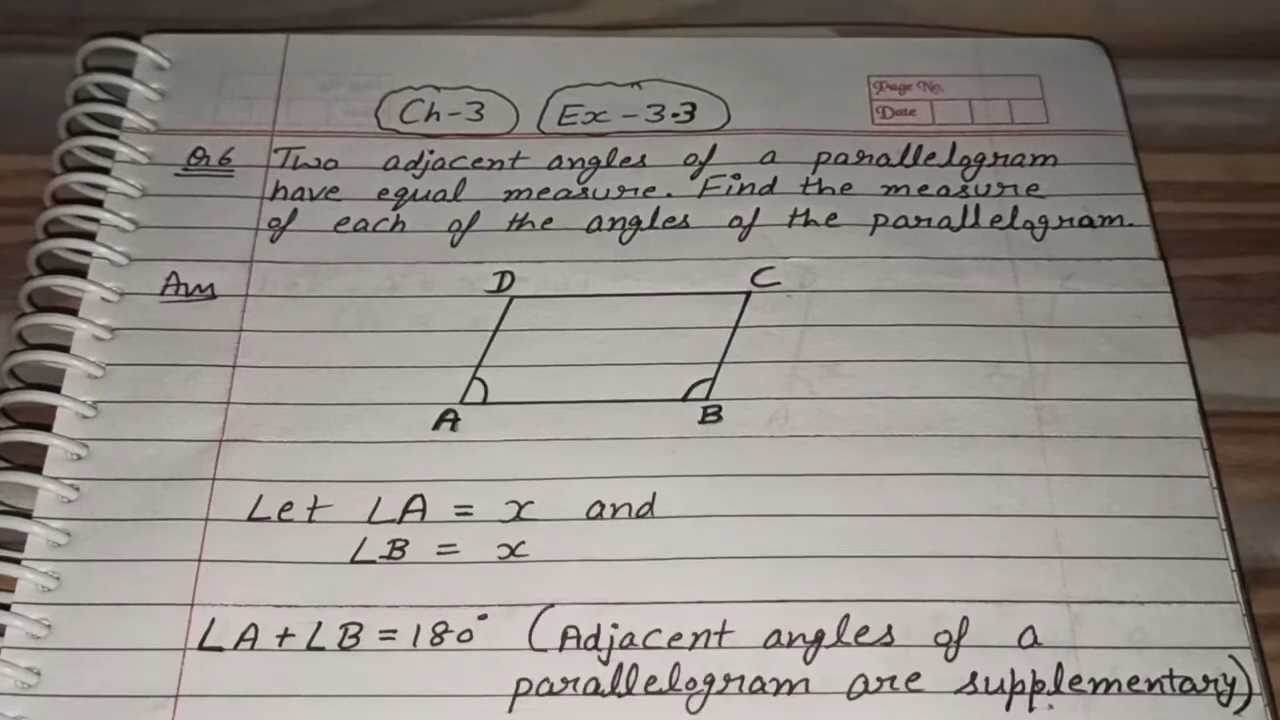 Ch-3 Ex-3.3
Page No.
Date
Q.6 Two adjacent angles of a parallelogram
have equal measure. Find the measure
of each of the angles of the parallelogram.
Ans
D C
A B
Let ∠A = x and
∠B = x
∠A + ∠B = 180° (Adjacent angles of a
parallelogram are supplementary)